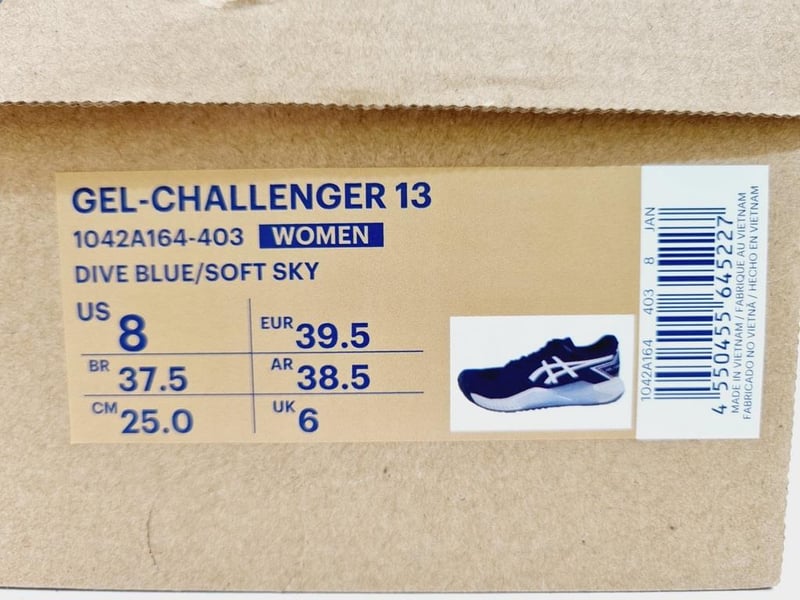 GEL-CHALLENGER 13
1042A164-403 WOMEN
DIVE BLUE/SOFT SKY
US 8
EUR 39.5
BR 37.5
AR 38.5
CM 25.0
UK 6
1042A164 403 8 JAN
4 550455 645227
MADE IN VIETNAM / FABRIQUE AU VIETNAM
FABRICADO NO VIETNÃ / HECHO EN VIETNAM